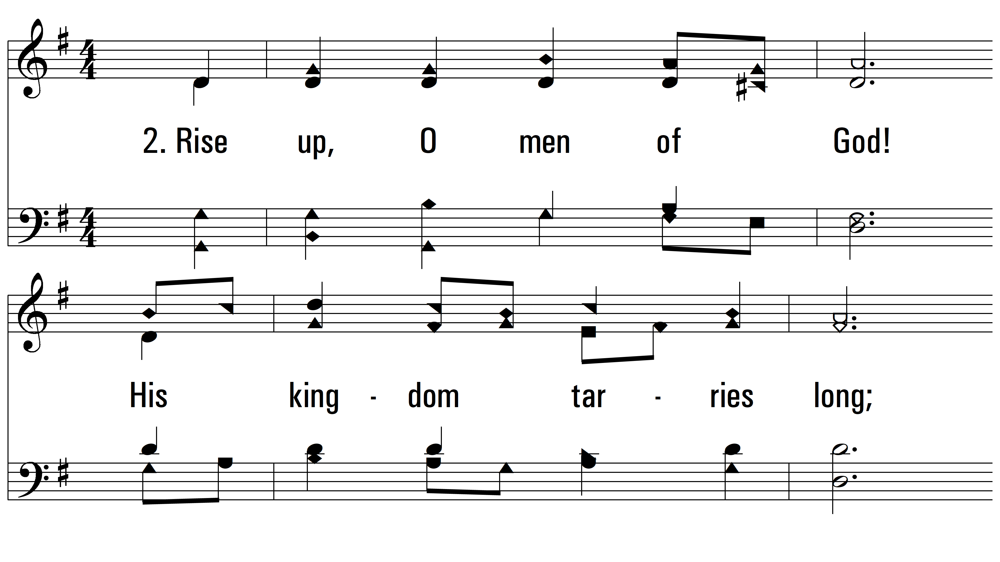 2. Rise up, O men of God!
His king - dom tar - ries long;